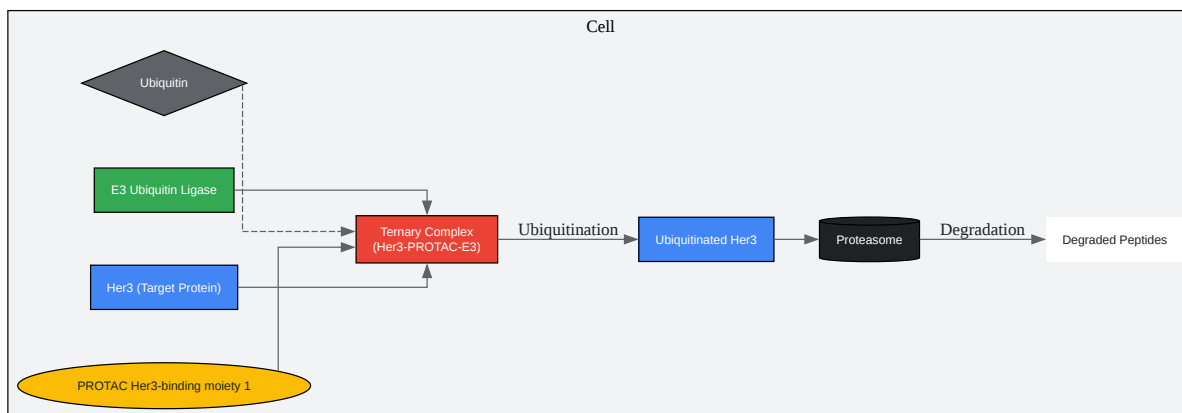 Cell
Ubiquitin
E3 Ubiquitin Ligase
Ternary Complex
(Her3-PROTAC-E3)
Ubiquitination
Ubiquitinated Her3
Proteasome
Degradation
Degraded Peptides
Her3 (Target Protein)
PROTAC Her3-binding moiety 1